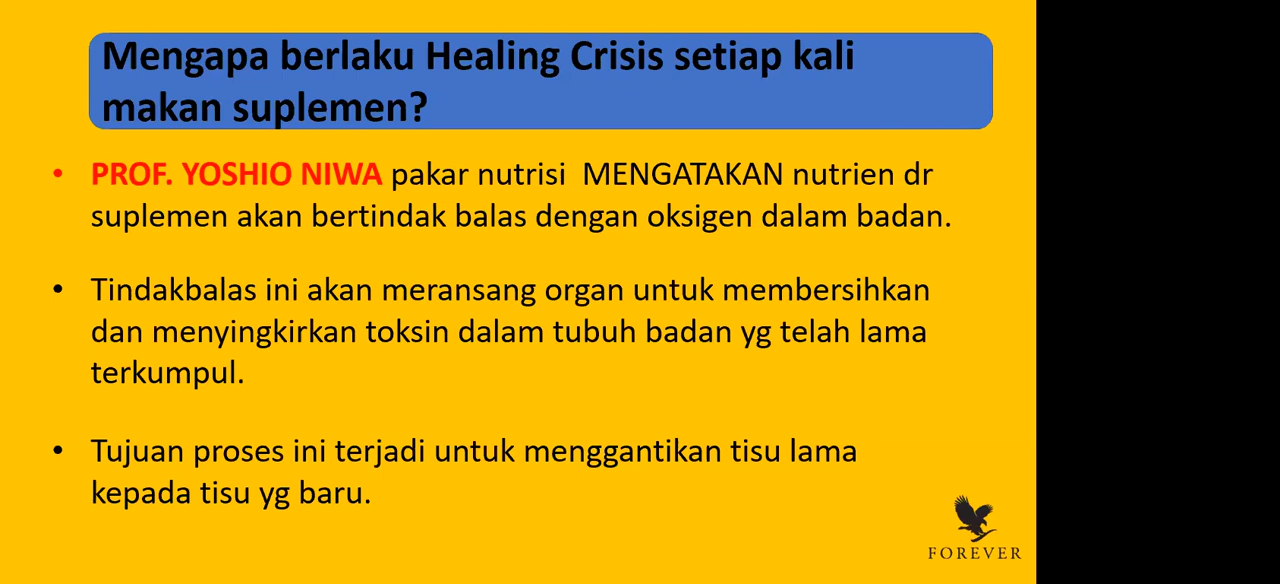 Mengapa berlaku Healing Crisis setiap kali
makan suplemen?
• PROF. YOSHIO NIWA pakar nutrisi MENGATAKAN nutrien dr
suplemen akan bertindak balas dengan oksigen dalam badan.
• Tindakbalas ini akan meransang organ untuk membersihkan
dan menyingkirkan toksin dalam tubuh badan yg telah lama
terkumpul.
• Tujuan proses ini terjadi untuk menggantikan tisu lama
kepada tisu yg baru.
FOREVER